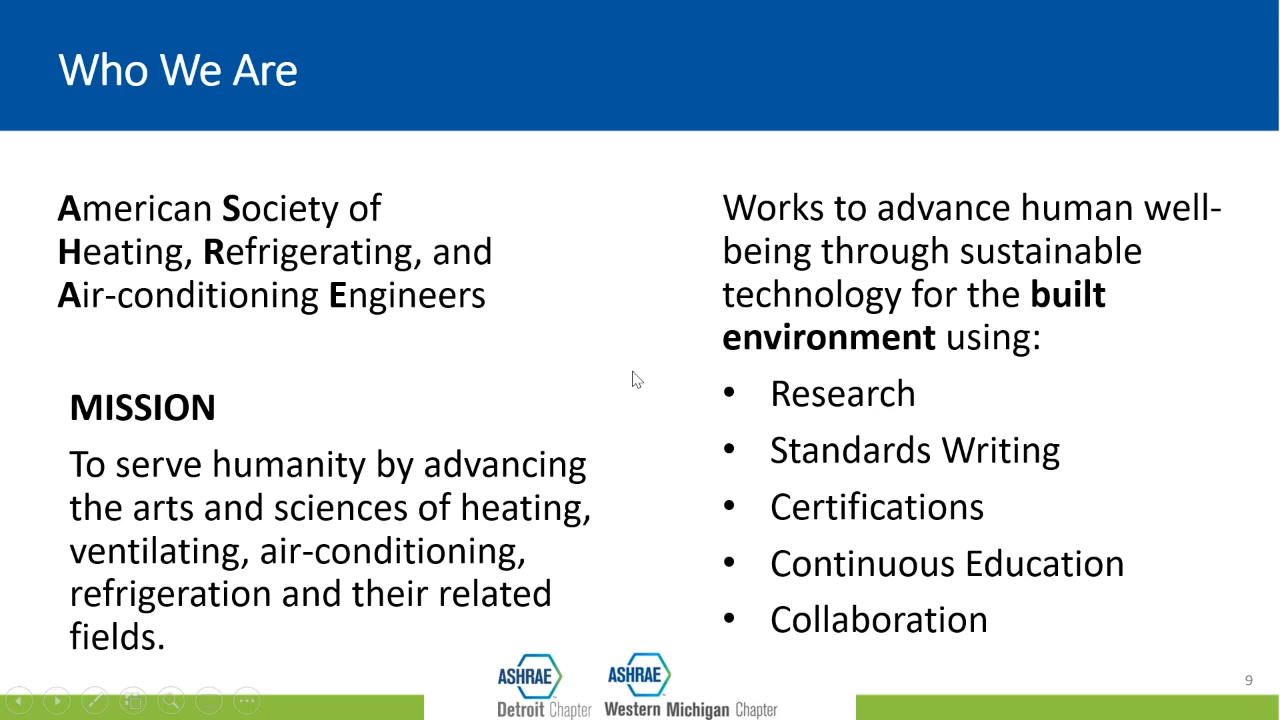 Who We Are
American Society of
Heating, Refrigerating, and
Air-conditioning Engineers
MISSION
To serve humanity by advancing
the arts and sciences of heating,
ventilating, air-conditioning,
refrigeration and their related
fields.
Works to advance human well-
being through sustainable
technology for the built
environment using:
• Research
• Standards Writing
• Certifications
• Continuous Education
• Collaboration
ASHRAE
Detroit Chapter
ASHRAE
Western Michigan Chapter
9